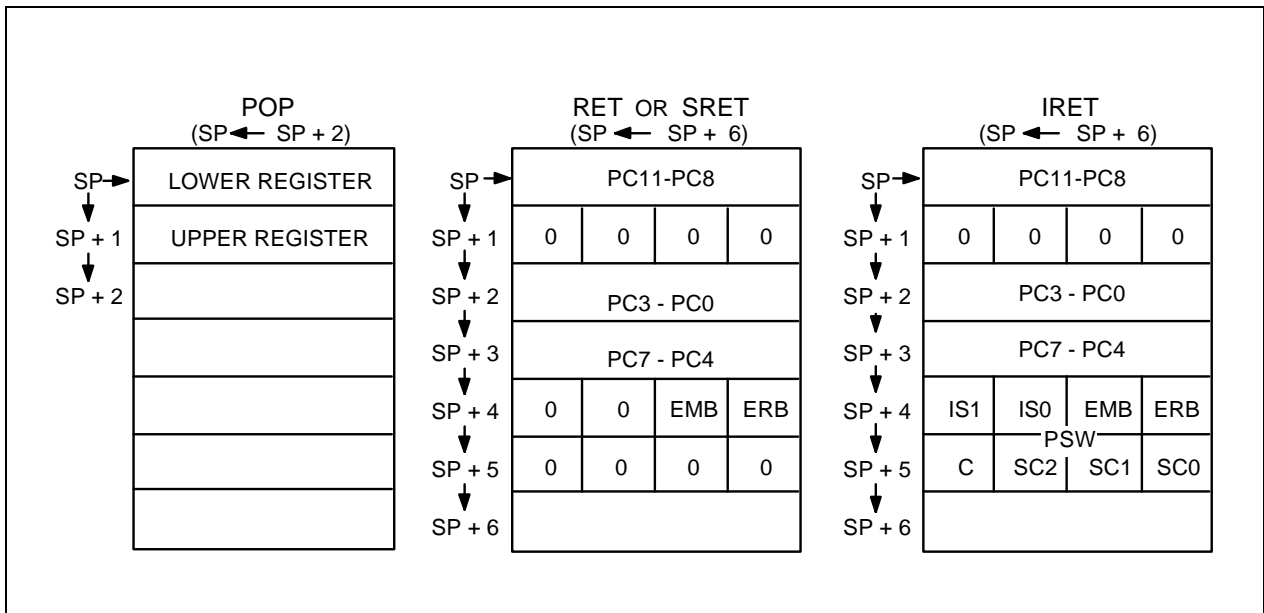 POP
(SP ← SP + 2)
SP → LOWER REGISTER
SP + 1 UPPER REGISTER
SP + 2
RET OR SRET
(SP ← SP + 6)
SP → PC11-PC8
SP + 1 0 0 0 0
SP + 2 PC3 - PC0
SP + 3 PC7 - PC4
SP + 4 0 0 EMB ERB
SP + 5 0 0 0 0
SP + 6
IRET
(SP ← SP + 6)
SP → PC11-PC8
SP + 1 0 0 0 0
SP + 2 PC3 - PC0
SP + 3 PC7 - PC4
SP + 4 IS1 IS0 EMB ERB
PSW
SP + 5 C SC2 SC1 SC0
SP + 6